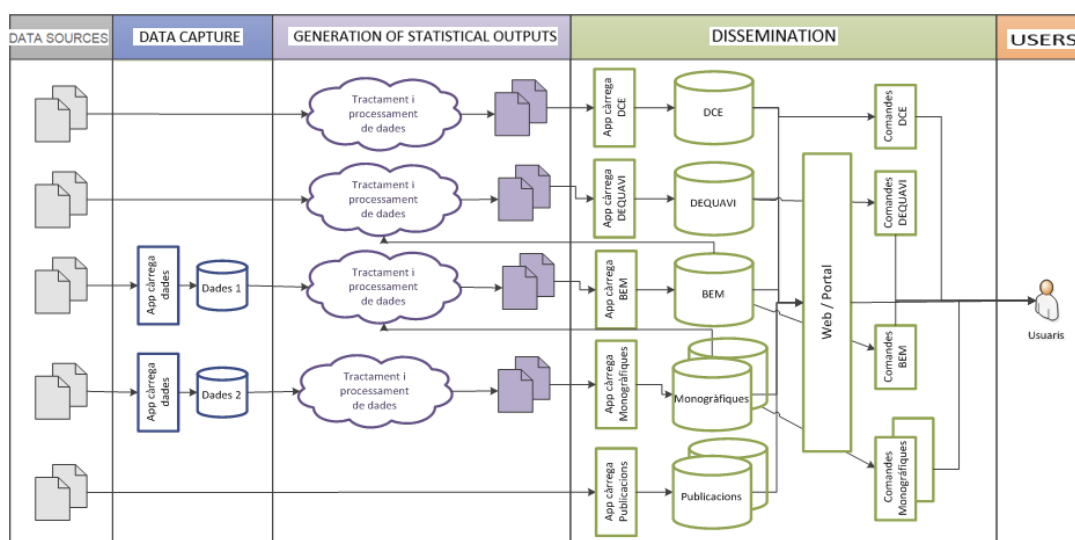 DATA SOURCES
DATA CAPTURE
GENERATION OF STATISTICAL OUTPUTS
DISSEMINATION
USERS
Tractament i
processament
de dades
App càrrega
DCE
DCE
Comandes
DCE
Tractament i
processament
de dades
App càrrega
DEQUAVI
DEQUAVI
Comandes
DEQUAVI
App càrrega
dades
Dades 1
Tractament i
processament
de dades
App càrrega
BEM
BEM
Web / Portal
Comandes
BEM
Usuaris
App càrrega
dades
Dades 2
Tractament i
processament
de dades
App càrrega
Monogràfiques
Monogràfiques
Comandes
Monogràfiques
App càrrega
Publicacions
Publicacions